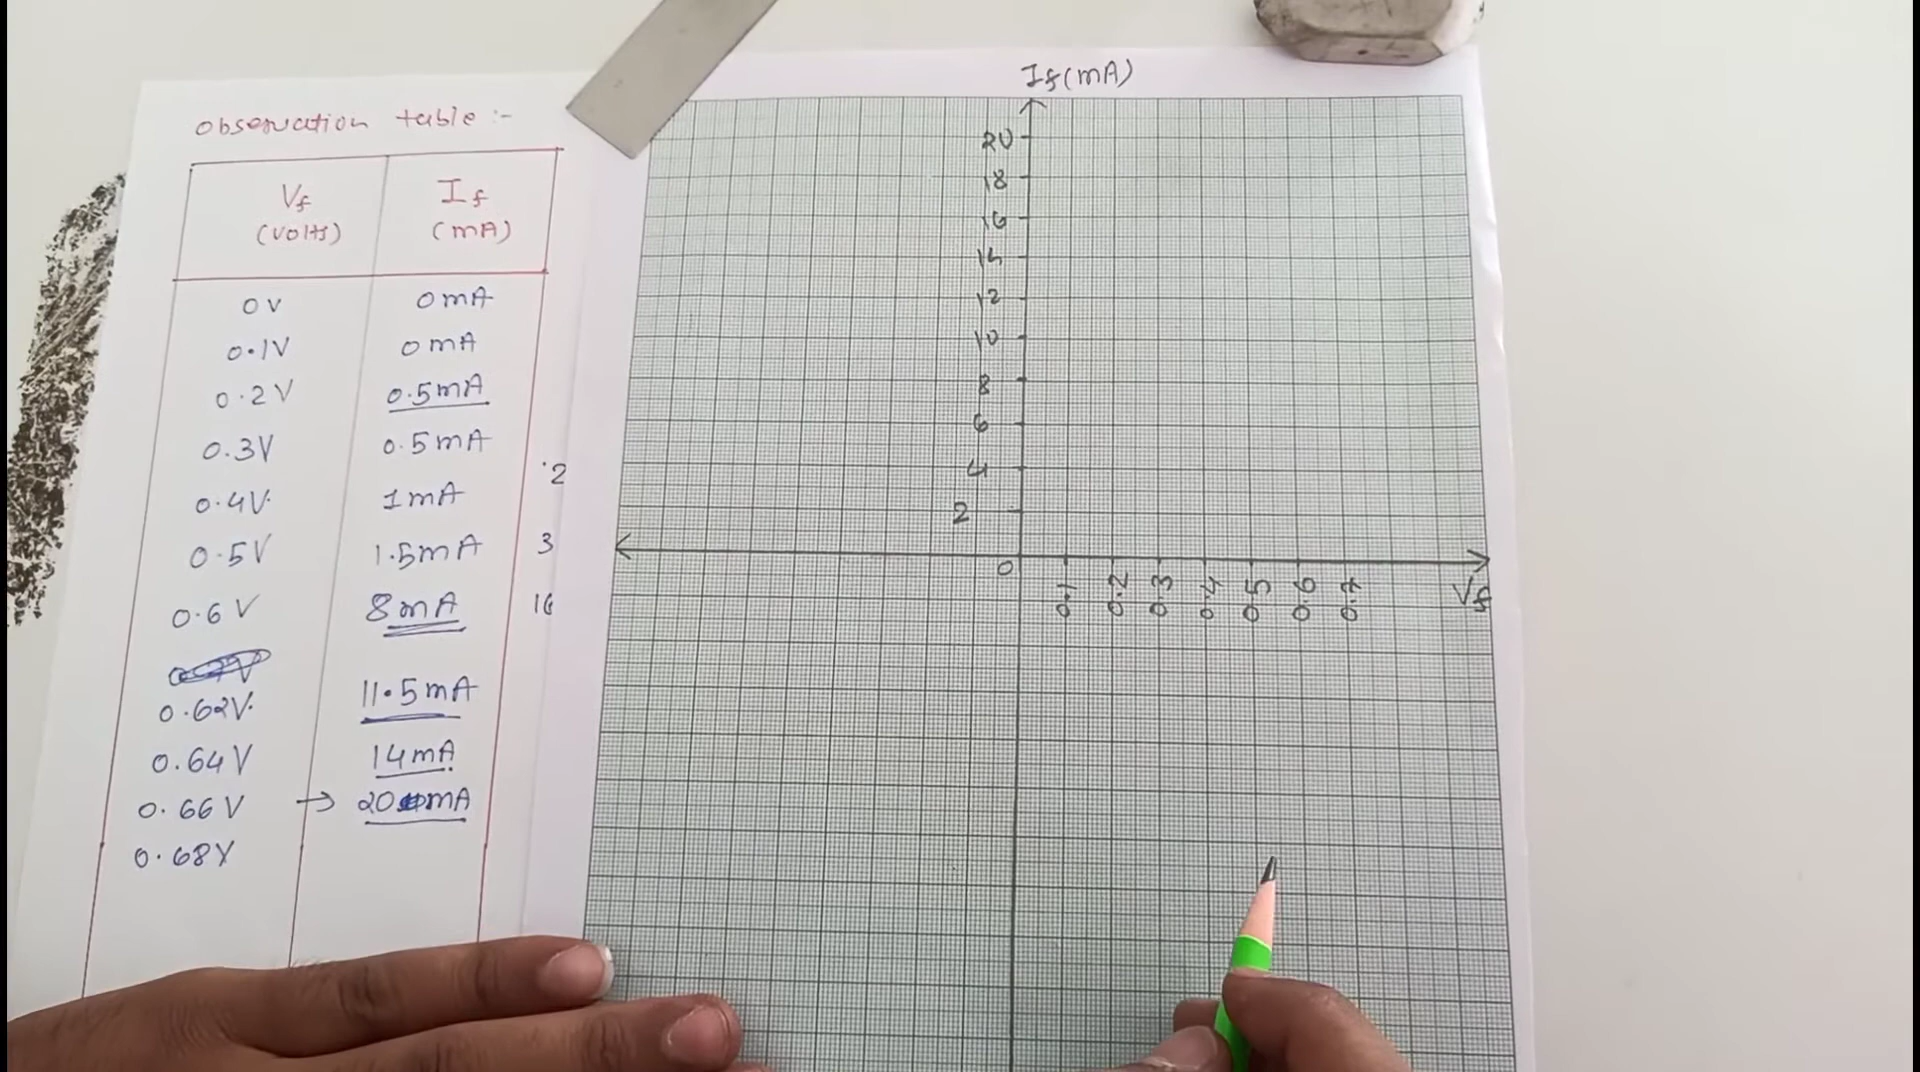 Observation table :-
Vf
(volts)
If
(mA)
0V 0mA
0.1V 0mA
0.2V 0.5mA
0.3V 0.5mA
.2
0.4V. 1mA
0.5V 1.5mA 3
0.6V 8mA 16
0.62V. 11.5mA
0.64V 14mA.
0.66V → 20mA
0.68V
If(mA)
20
18
16
14
12
10
8
6
4
2
0
0.1 0.2 0.3 0.4 0.5 0.6 0.7
Vf